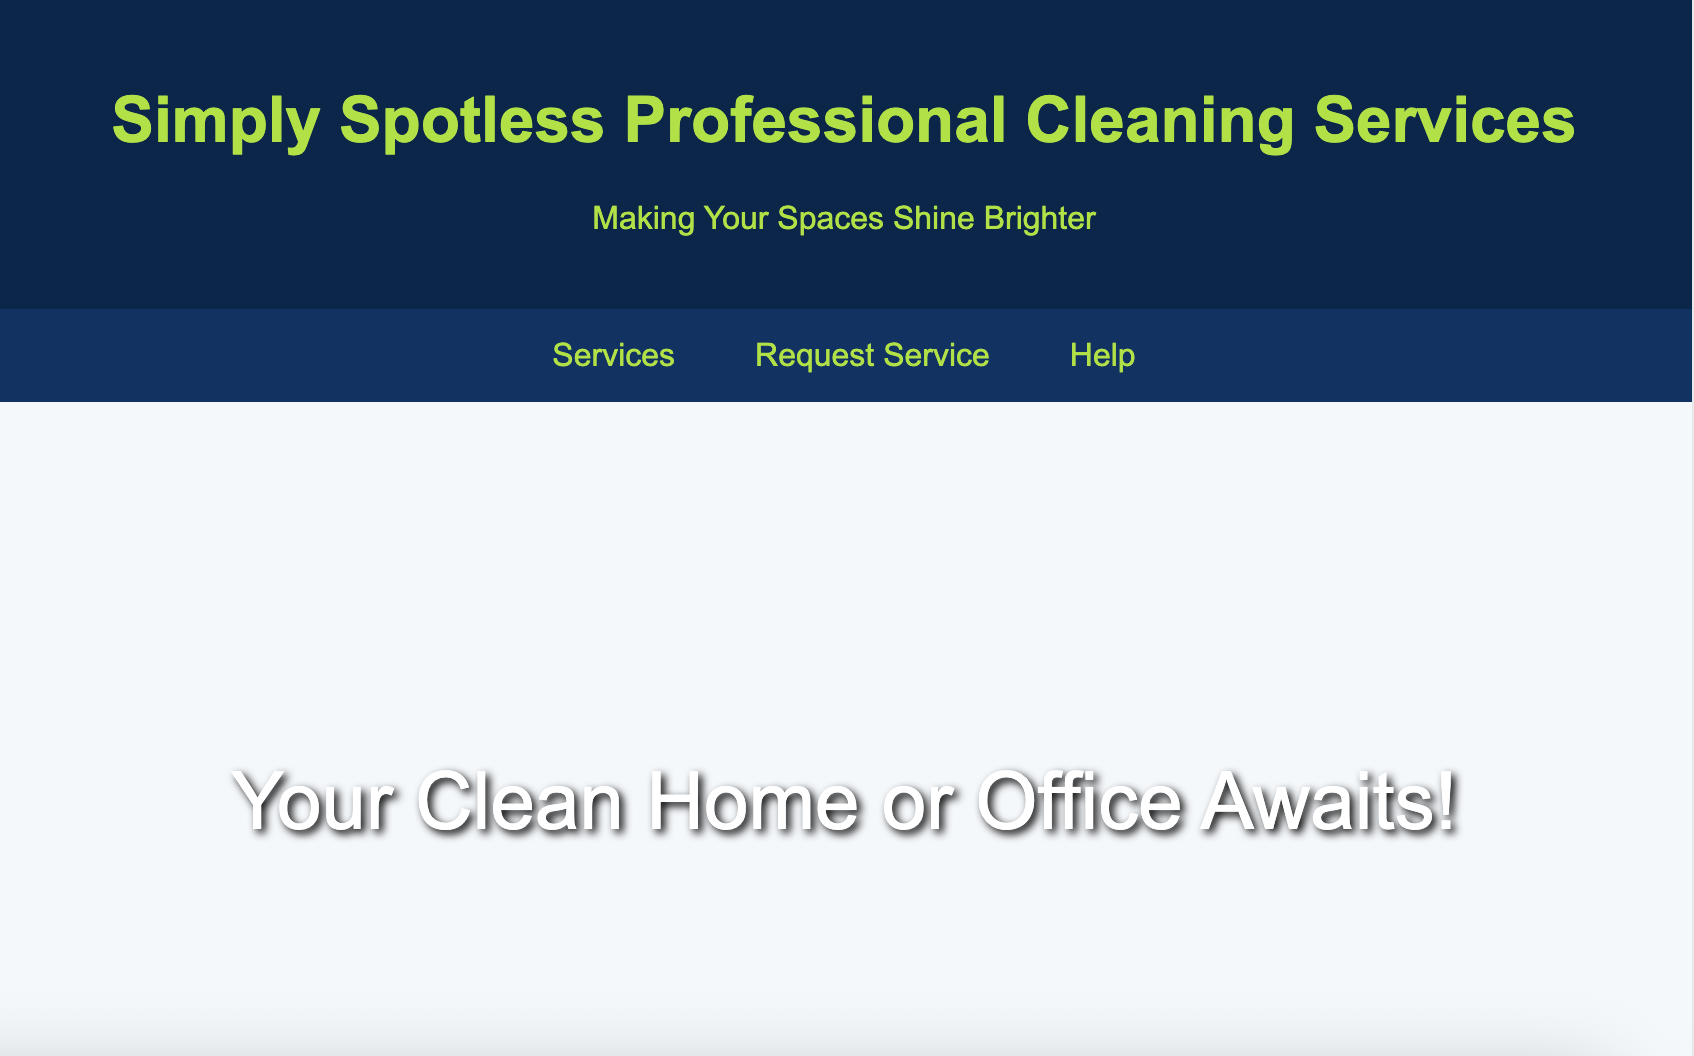 Simply Spotless Professional Cleaning Services
Making Your Spaces Shine Brighter
Services Request Service Help
Your Clean Home or Office Awaits!